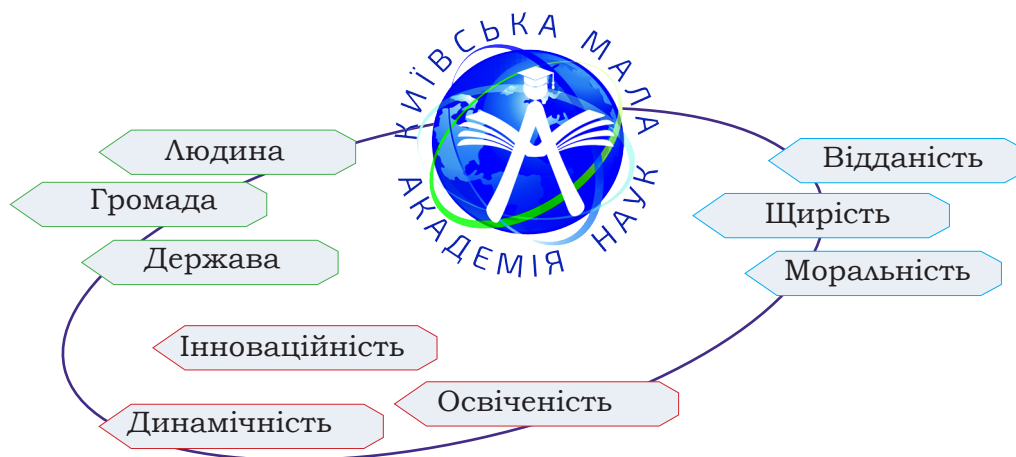 КИЇВСЬКА МАЛА
АКАДЕМІЯ НАУК
Людина
Громада
Держава
Відданість
Щирість
Моральність
Інноваційність
Освіченість
Динамічність